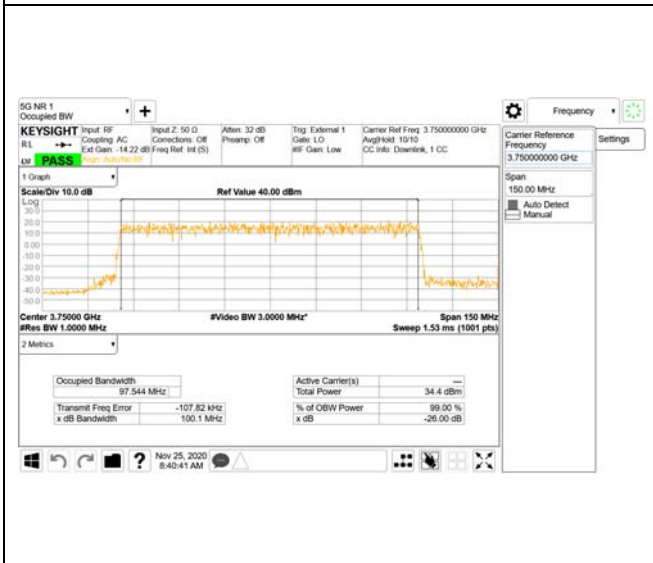 5G NR 1
Occupied BW
Frequency
KEYSIGHT Input: RF Input Z: 50 Ω Atten: 32 dB Trig: External 1 Carrier Ref Freq: 3.750000000 GHz
RL Coupling: AC Corrections: Off Preamp: Off Gate: LO Avg|Hold: 10/10
Ext Gain: -14.22 dB Freq Ref: Int (S) #IF Gain: Low CC Info: Downlink, 1 CC
PASS Align: Auto/No RF
Carrier Reference
Frequency
3.750000000 GHz
Settings
Span
150.00 MHz
Auto Detect
Manual
1 Graph
Scale/Div 10.0 dB Ref Value 40.00 dBm
Log
30.0
20.0
10.0
0.00
-10.0
-20.0
-30.0
-40.0
-50.0
Center 3.75000 GHz #Video BW 3.0000 MHz* Span 150 MHz
#Res BW 1.0000 MHz Sweep 1.53 ms (1001 pts)
2 Metrics
Occupied Bandwidth
97.544 MHz
Active Carrier(s) ---
Total Power 34.4 dBm
Transmit Freq Error -107.82 kHz
x dB Bandwidth 100.1 MHz
% of OBW Power 99.00 %
x dB -26.00 dB
Nov 25, 2020
8:40:41 AM